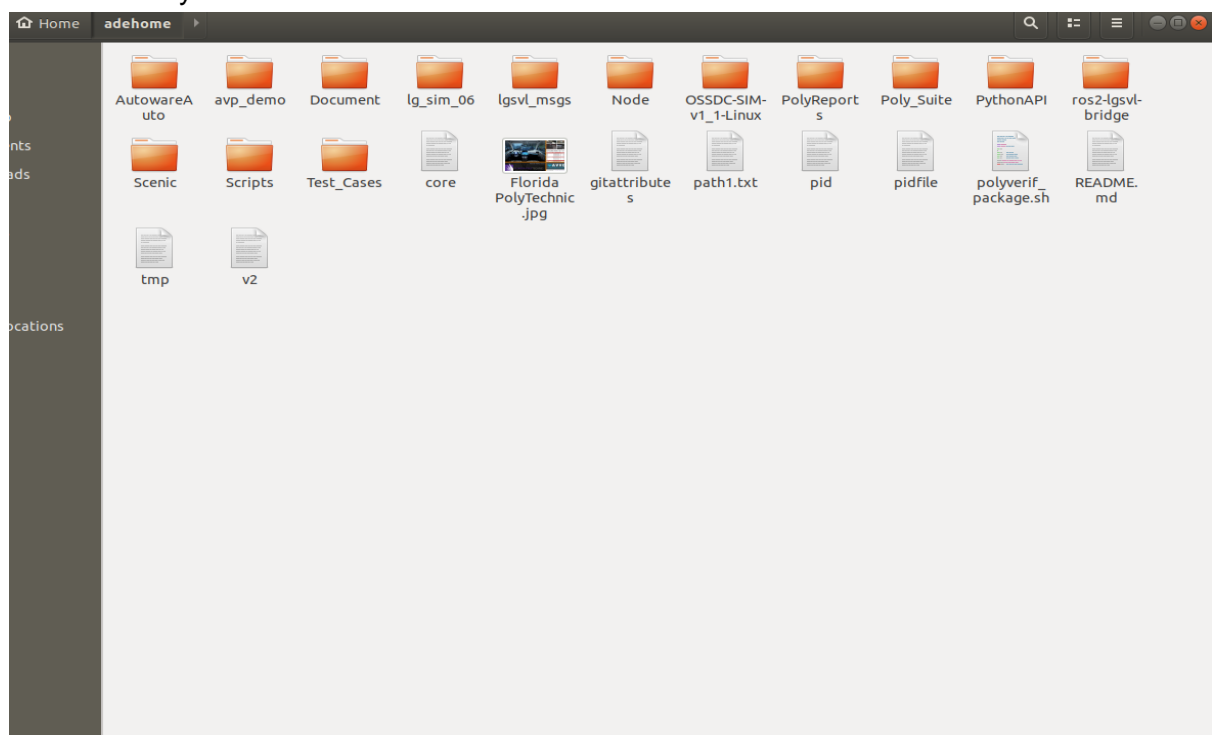 Home adehome
AutowareA
uto
avp_demo
Document
lg_sim_06
lgsvl_msgs
Node
OSSDC-SIM-
v1_1-Linux
PolyReport
s
Poly_Suite
PythonAPI
ros2-lgsvl-
bridge
nts
ads
Scenic
Scripts
Test_Cases
core
Florida
PolyTechnic
.jpg
gitattribute
s
path1.txt
pid
pidfile
polyverif_
package.sh
README.
md
tmp
v2
ocations